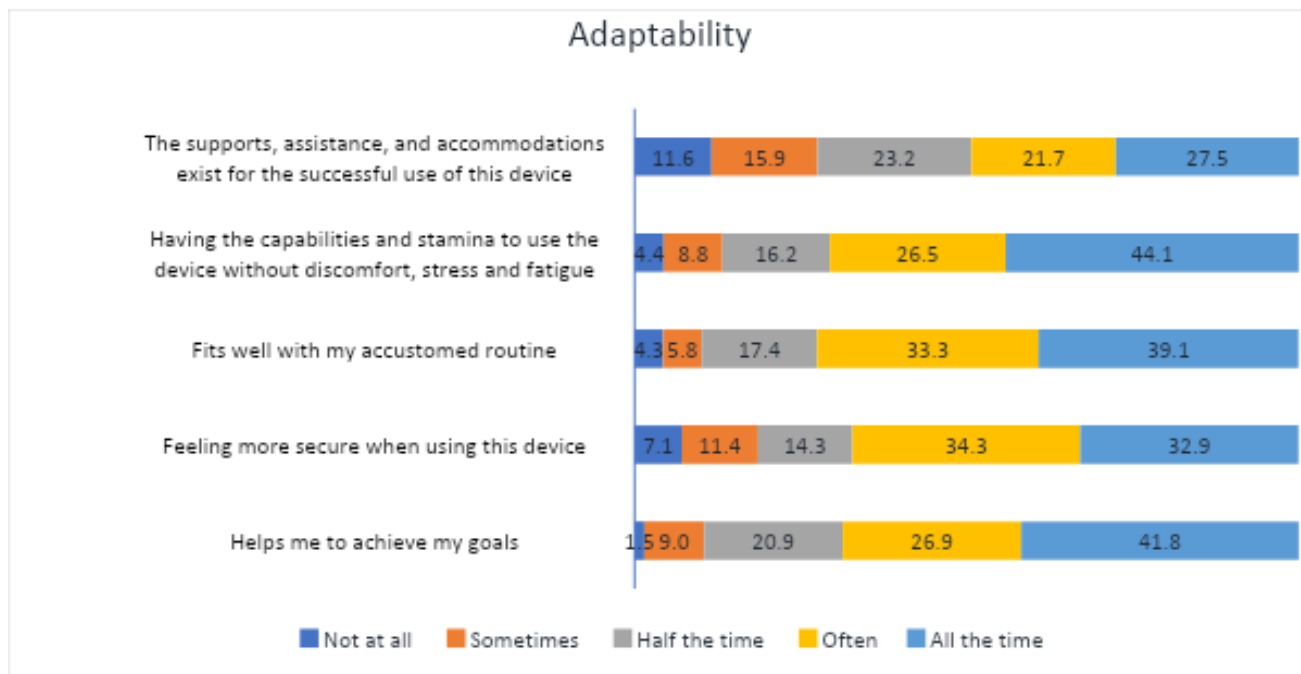 Adaptability
The supports, assistance, and accommodations
exist for the successful use of this device
11.6 15.9 23.2 21.7 27.5
Having the capabilities and stamina to use the
device without discomfort, stress and fatigue
4.4 8.8 16.2 26.5 44.1
Fits well with my accustomed routine
4.3 5.8 17.4 33.3 39.1
Feeling more secure when using this device
7.1 11.4 14.3 34.3 32.9
Helps me to achieve my goals
1.5 9.0 20.9 26.9 41.8
Not at all Sometimes Half the time Often All the time